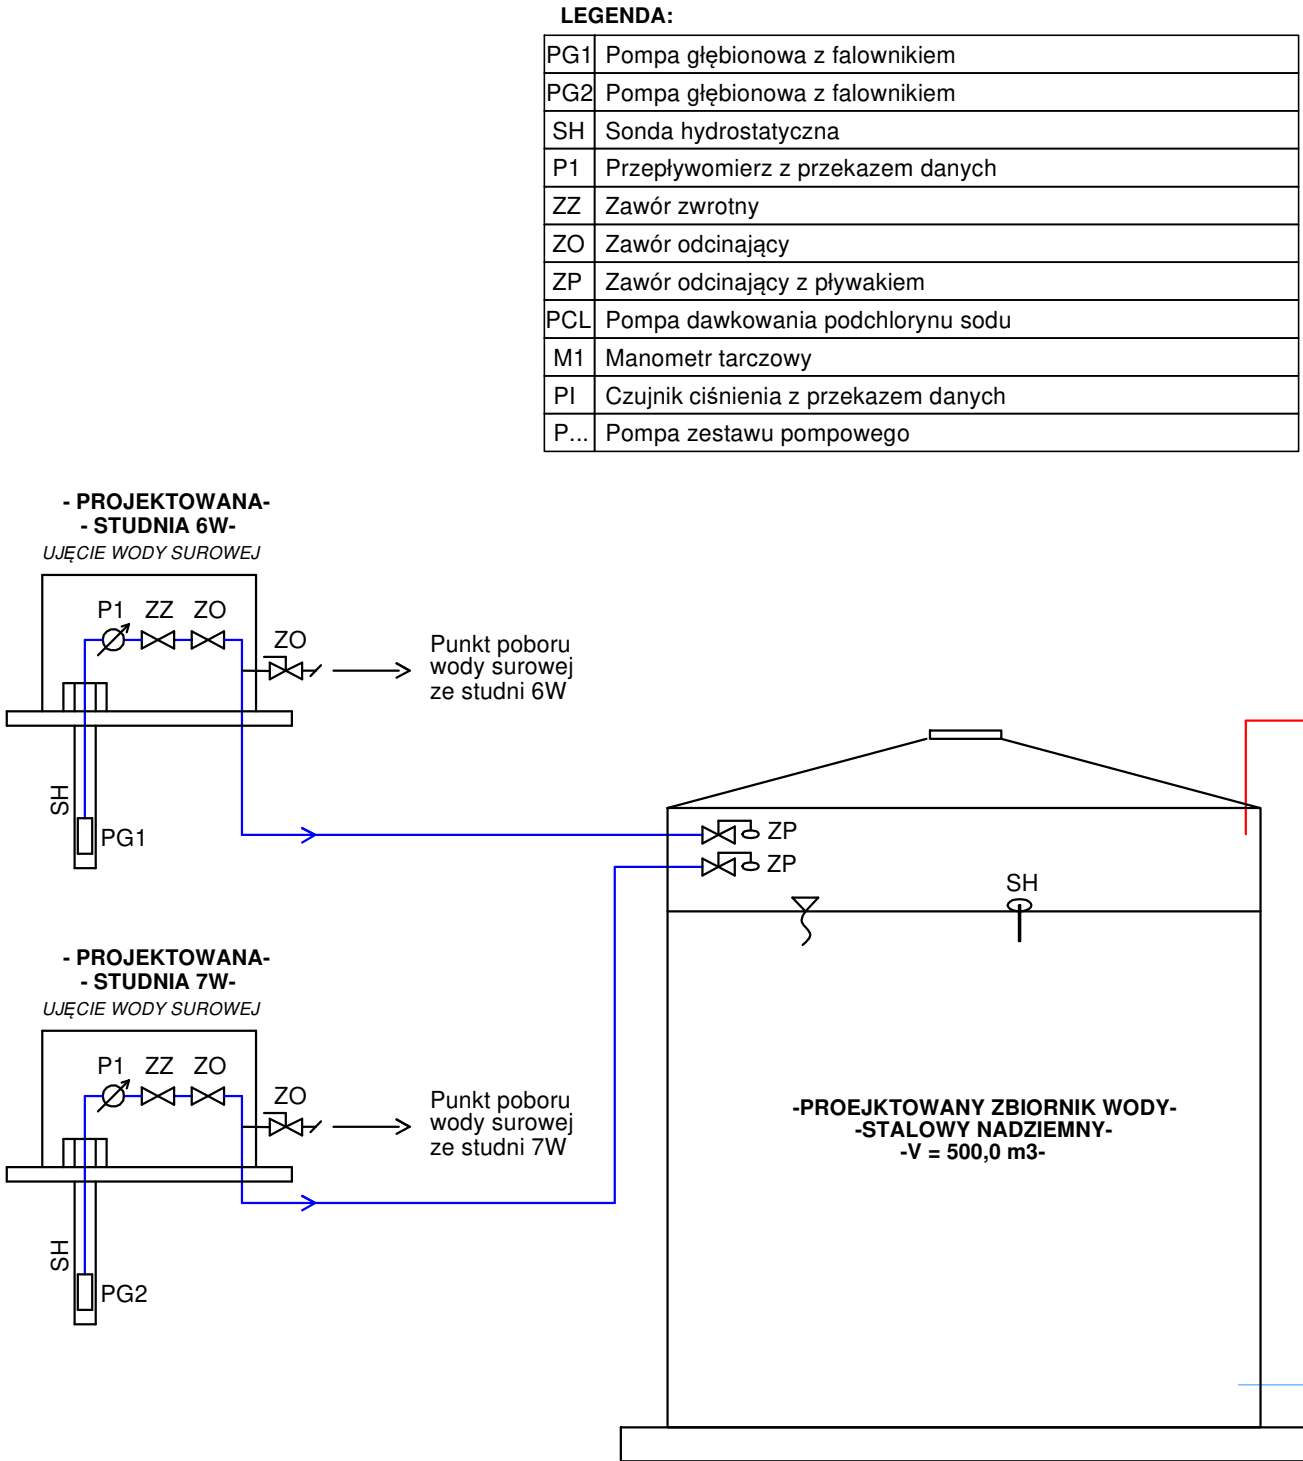 LEGENDA:
PG1 Pompa głębionowa z falownikiem
PG2 Pompa głębionowa z falownikiem
SH Sonda hydrostatyczna
P1 Przepływomierz z przekazem danych
ZZ Zawór zwrotny
ZO Zawór odcinający
ZP Zawór odcinający z pływakiem
PCL Pompa dawkowania podchlorynu sodu
M1 Manometr tarczowy
PI Czujnik ciśnienia z przekazem danych
P... Pompa zestawu pompowego
- PROJEKTOWANA-
- STUDNIA 6W-
UJĘCIE WODY SUROWEJ
P1 ZZ ZO
ZO
Punkt poboru
wody surowej
ze studni 6W
SH
PG1
ZP
ZP
SH
- PROJEKTOWANA-
- STUDNIA 7W-
UJĘCIE WODY SUROWEJ
P1 ZZ ZO
ZO
Punkt poboru
wody surowej
ze studni 7W
SH
PG2
-PROEJKTOWANY ZBIORNIK WODY-
-STALOWY NADZIEMNY-
-V = 500,0 m3-